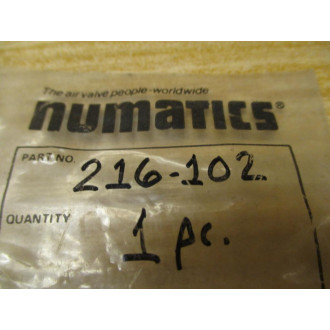 The air valve people-worldwide
numatics®
PART NO. 216-102
QUANTITY 1 pc.